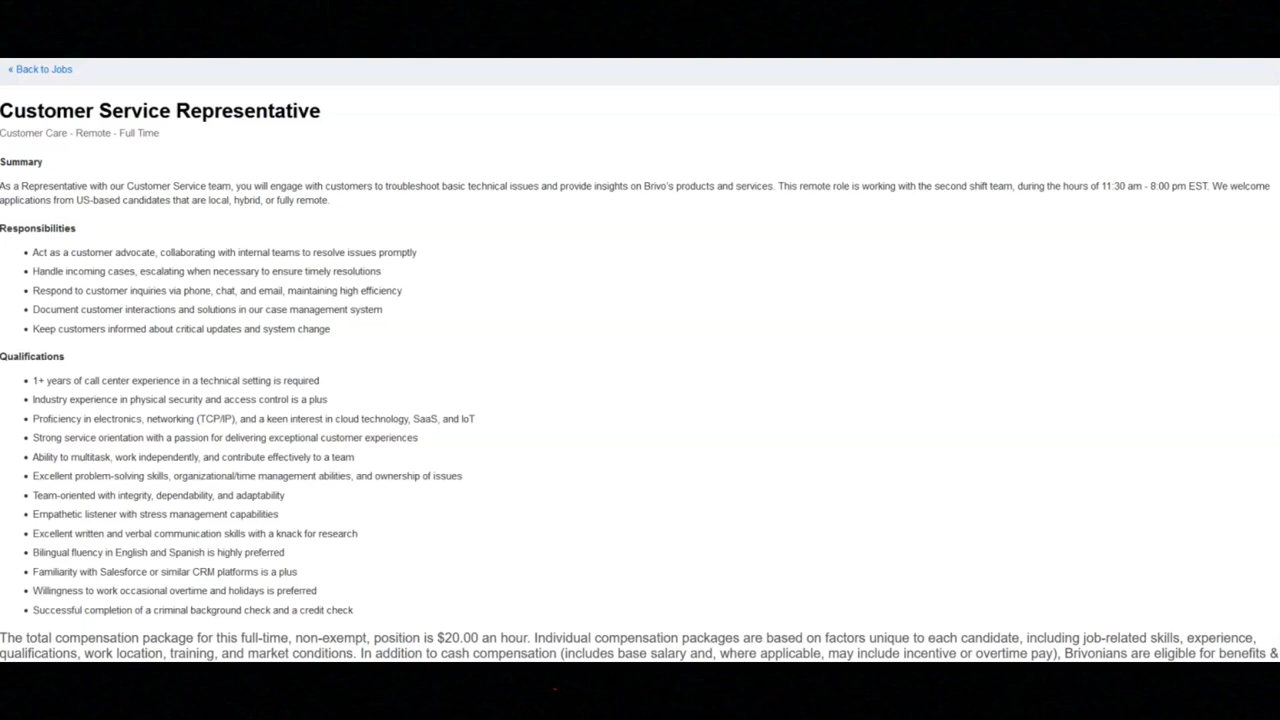 « Back to Jobs
Customer Service Representative
Customer Care - Remote - Full Time
Summary
As a Representative with our Customer Service team, you will engage with customers to troubleshoot basic technical issues and provide insights on Brivo's products and services. This remote role is working with the second shift team, during the hours of 11:30 am - 8:00 pm EST. We welcome
applications from US-based candidates that are local, hybrid, or fully remote.
Responsibilities
• Act as a customer advocate, collaborating with internal teams to resolve issues promptly
• Handle incoming cases, escalating when necessary to ensure timely resolutions
• Respond to customer inquiries via phone, chat, and email, maintaining high efficiency
• Document customer interactions and solutions in our case management system
• Keep customers informed about critical updates and system change
Qualifications
• 1+ years of call center experience in a technical setting is required
• Industry experience in physical security and access control is a plus
• Proficiency in electronics, networking (TCP/IP), and a keen interest in cloud technology, SaaS, and IoT
• Strong service orientation with a passion for delivering exceptional customer experiences
• Ability to multitask, work independently, and contribute effectively to a team
• Excellent problem-solving skills, organizational/time management abilities, and ownership of issues
• Team-oriented with integrity, dependability, and adaptability
• Empathetic listener with stress management capabilities
• Excellent written and verbal communication skills with a knack for research
• Bilingual fluency in English and Spanish is highly preferred
• Familiarity with Salesforce or similar CRM platforms is a plus
• Willingness to work occasional overtime and holidays is preferred
• Successful completion of a criminal background check and a credit check
The total compensation package for this full-time, non-exempt, position is $20.00 an hour. Individual compensation packages are based on factors unique to each candidate, including job-related skills, experience,
qualifications, work location, training, and market conditions. In addition to cash compensation (includes base salary and, where applicable, may include incentive or overtime pay), Brivonians are eligible for benefits &